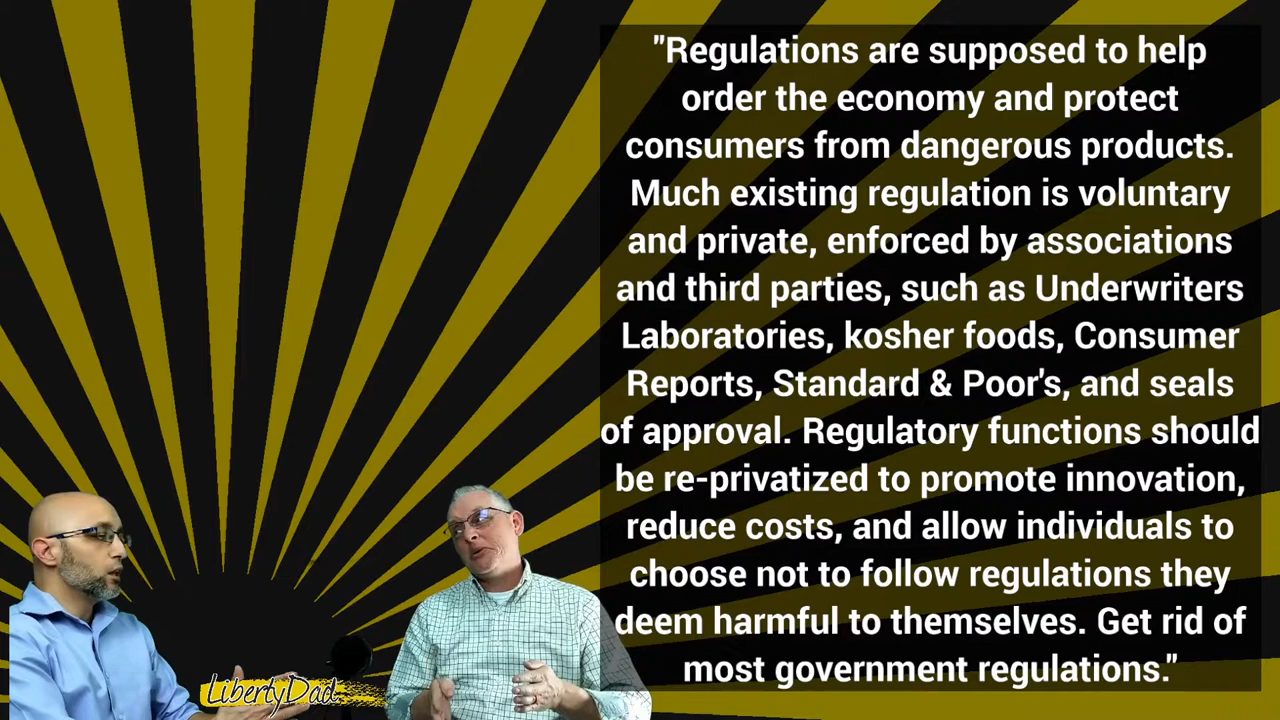 "Regulations are supposed to help
order the economy and protect
consumers from dangerous products.
Much existing regulation is voluntary
and private, enforced by associations
and third parties, such as Underwriters
Laboratories, kosher foods, Consumer
Reports, Standard & Poor's, and seals
of approval. Regulatory functions should
be re-privatized to promote innovation,
reduce costs, and allow individuals to
choose not to follow regulations they
deem harmful to themselves. Get rid of
most government regulations."
LibertyDad